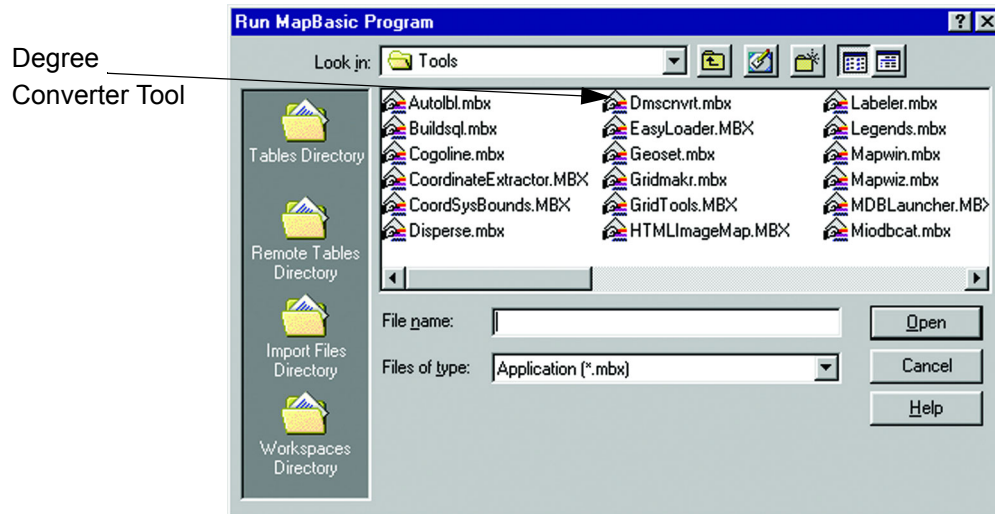 Run MapBasic Program
Degree
Converter Tool
Look in:
Tools
Tables Directory
Remote Tables
Directory
Import Files
Directory
Workspaces
Directory
Autolbl.mbx
Buildsql.mbx
Cogoline.mbx
CoordinateExtractor.MBX
CoordSysBounds.MBX
Disperse.mbx
Dmscnvrt.mbx
EasyLoader.MBX
Geoset.mbx
Gridmakr.mbx
GridTools.MBX
HTMLImageMap.MBX
Labeler.mbx
Legends.mbx
Mapwin.mbx
Mapwiz.mbx
MDBLauncher.MBX
Miodbcat.mbx
File name:
Open
Files of type:
Application (*.mbx)
Cancel
Help